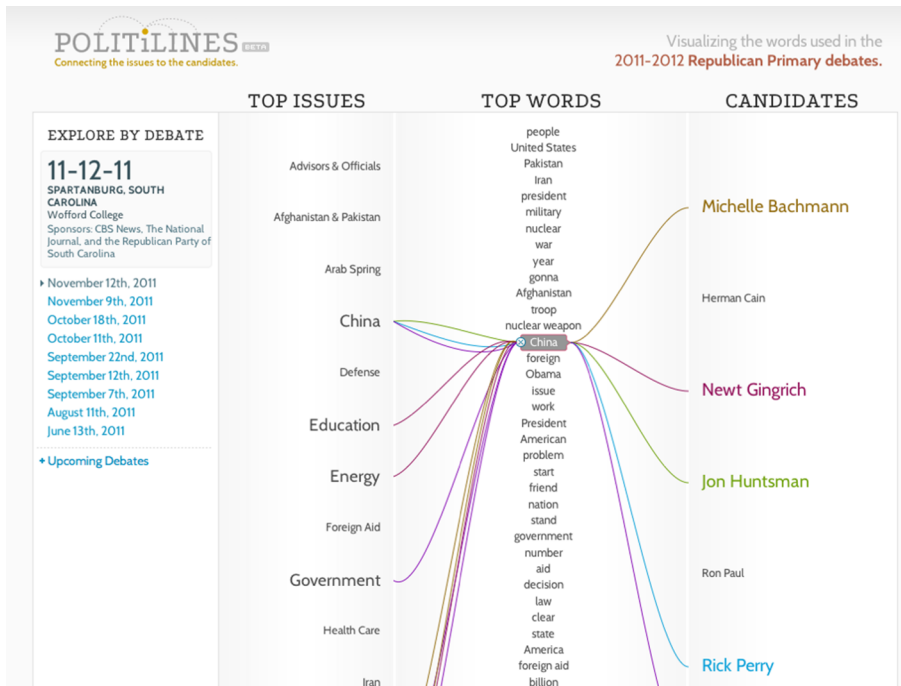 POLITiLINES BETA
Connecting the issues to the candidates.
Visualizing the words used in the
2011-2012 Republican Primary debates.
TOP ISSUES
TOP WORDS
CANDIDATES
EXPLORE BY DEBATE
11-12-11
SPARTANBURG, SOUTH
CAROLINA
Wofford College
Sponsors: CBS News, The National
Journal, and the Republican Party of
South Carolina
November 12th, 2011
November 9th, 2011
October 18th, 2011
October 11th, 2011
September 22nd, 2011
September 12th, 2011
September 7th, 2011
August 11th, 2011
June 13th, 2011
+ Upcoming Debates
Advisors & Officials
Afghanistan & Pakistan
Arab Spring
China
Defense
Education
Energy
Foreign Aid
Government
Health Care
Iran
people
United States
Pakistan
Iran
president
military
nuclear
war
year
gonna
Afghanistan
troop
nuclear weapon
China
foreign
Obama
issue
work
President
American
problem
start
friend
nation
stand
government
number
aid
decision
law
clear
state
America
foreign aid
billion
Michelle Bachmann
Herman Cain
Newt Gingrich
Jon Huntsman
Ron Paul
Rick Perry